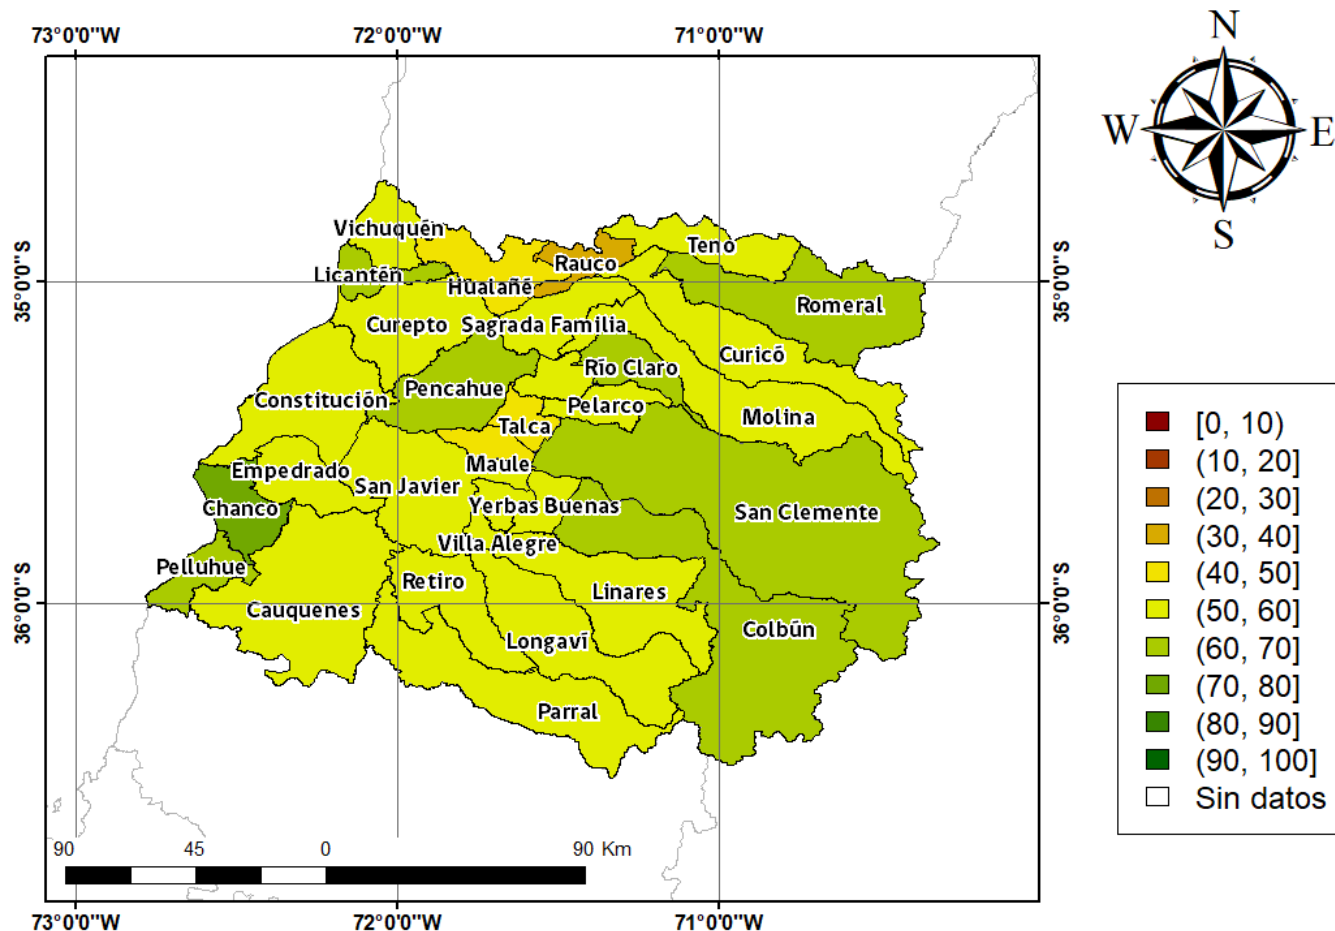 73°0'0"W
72°0'0"W
71°0'0"W
N
W
E
S
35°0'0"S
35°0'0"S
36°0'0"S
36°0'0"S
Vichuquén
Teno
Licantén
Rauco
Hualañé
Romeral
Curepto
Sagrada Familia
Curicó
Río Claro
Pencahue
Constitución
Pelarco
Molina
Talca
Maule
Empedrado
San Javier
Chanco
Yerbas Buenas
San Clemente
Villa Alegre
Pelluhue
Retiro
Linares
Cauquenes
Colbún
Longaví
Parral
[0, 10)
(10, 20]
(20, 30]
(30, 40]
(40, 50]
(50, 60]
(60, 70]
(70, 80]
(80, 90]
(90, 100]
Sin datos
90 45 0 90 Km
73°0'0"W
72°0'0"W
71°0'0"W